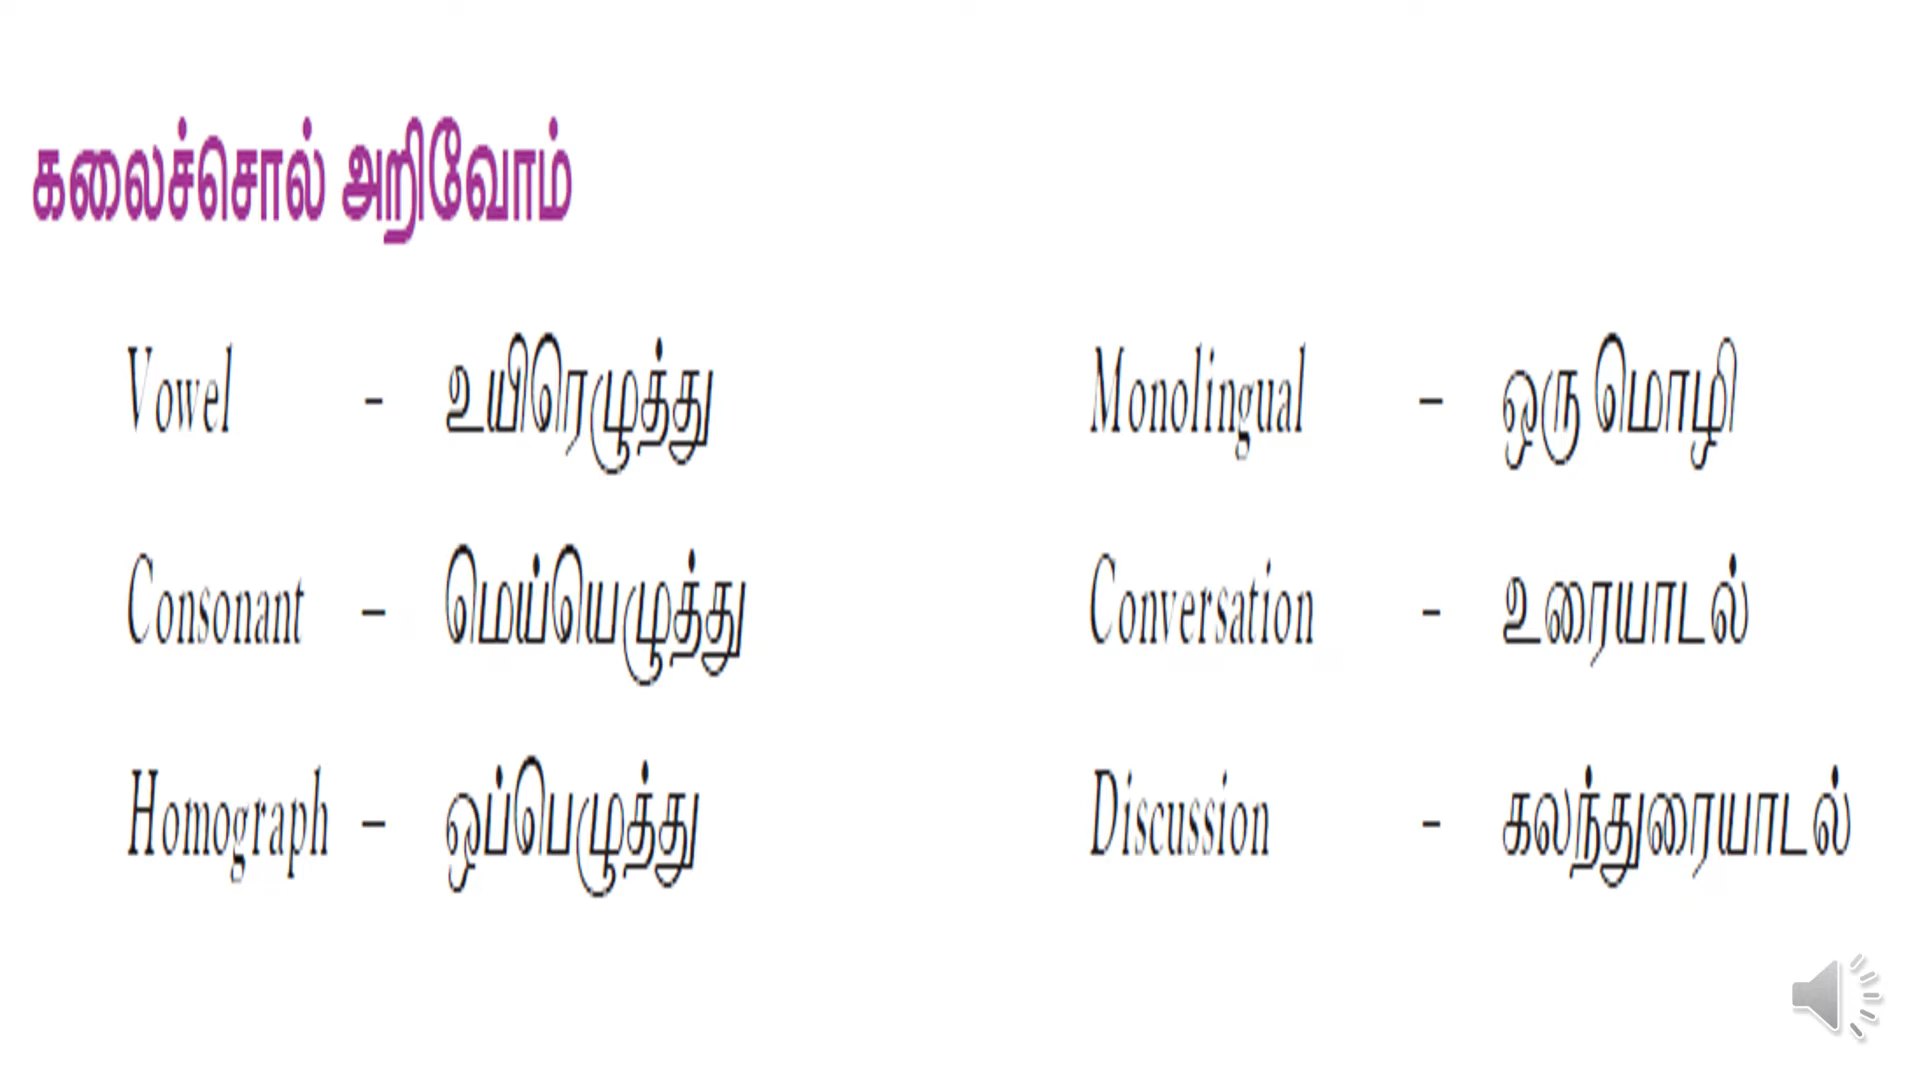 கலைச்சொல் அறிவோம்
Vowel - உயிரெழுத்து Monolingual – ஒரு மொழி
Consonant – மெய்யெழுத்து Conversation - உரையாடல்
Homograph – ஒப்பெழுத்து Discussion - கலந்துரையாடல்